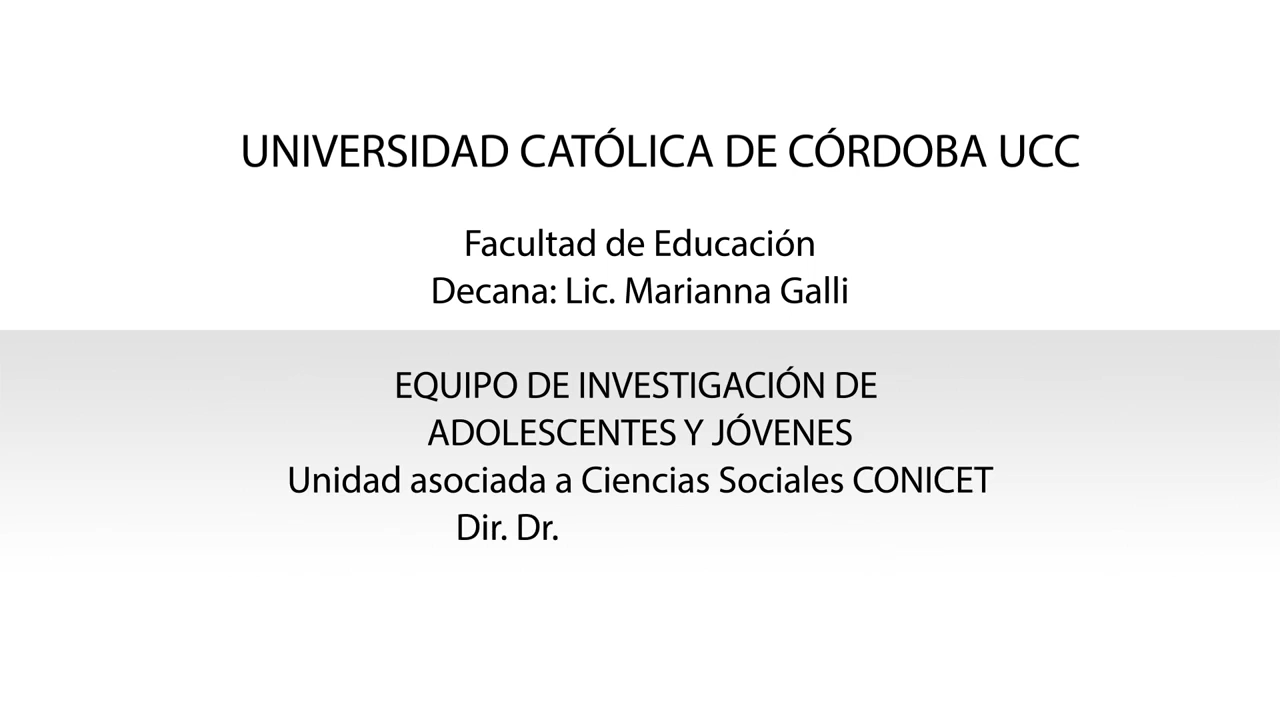 UNIVERSIDAD CATÓLICA DE CÓRDOBA UCC
Facultad de Educación
Decana: Lic. Marianna Galli
EQUIPO DE INVESTIGACIÓN DE
ADOLESCENTES Y JÓVENES
Unidad asociada a Ciencias Sociales CONICET
Dir. Dr.